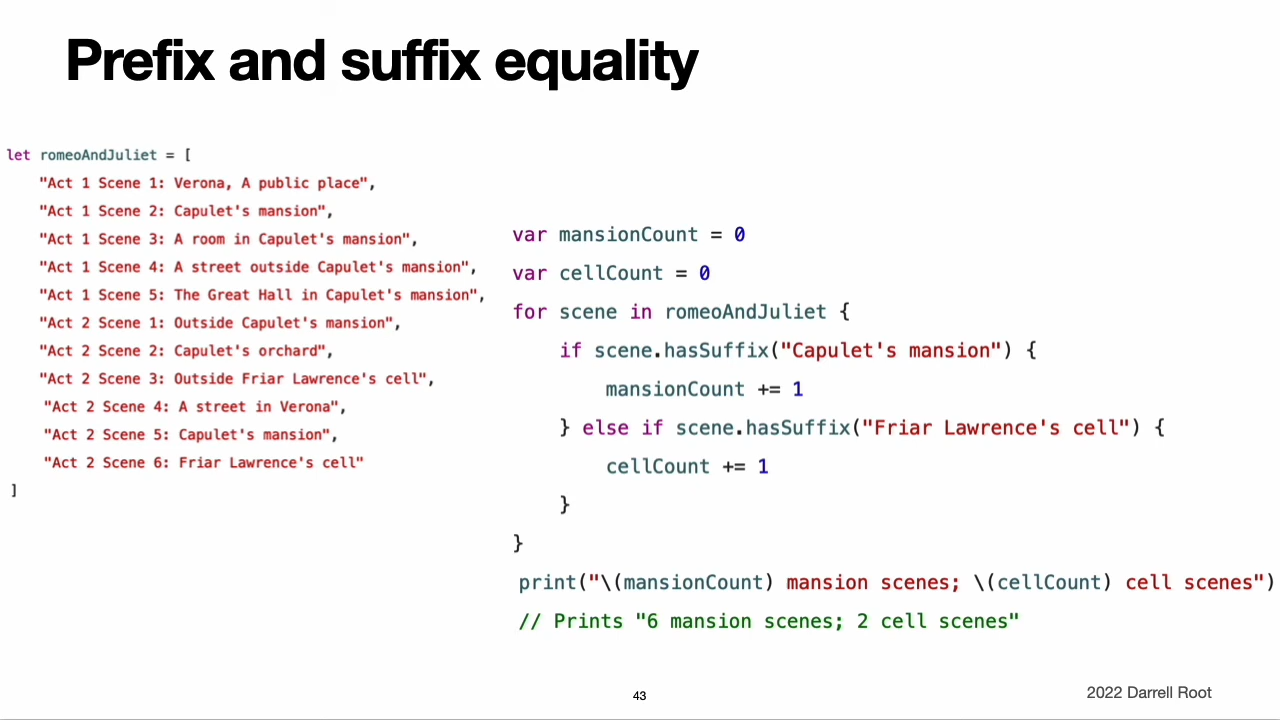 Prefix and suffix equality
let romeoAndJuliet = [
"Act 1 Scene 1: Verona, A public place",
"Act 1 Scene 2: Capulet's mansion",
"Act 1 Scene 3: A room in Capulet's mansion",
"Act 1 Scene 4: A street outside Capulet's mansion",
"Act 1 Scene 5: The Great Hall in Capulet's mansion",
"Act 2 Scene 1: Outside Capulet's mansion",
"Act 2 Scene 2: Capulet's orchard",
"Act 2 Scene 3: Outside Friar Lawrence's cell",
"Act 2 Scene 4: A street in Verona",
"Act 2 Scene 5: Capulet's mansion",
"Act 2 Scene 6: Friar Lawrence's cell"
]
var mansionCount = 0
var cellCount = 0
for scene in romeoAndJuliet {
if scene.hasSuffix("Capulet's mansion") {
mansionCount += 1
} else if scene.hasSuffix("Friar Lawrence's cell") {
cellCount += 1
}
}
print("\(mansionCount) mansion scenes; \(cellCount) cell scenes")
// Prints "6 mansion scenes; 2 cell scenes"
43
2022 Darrell Root